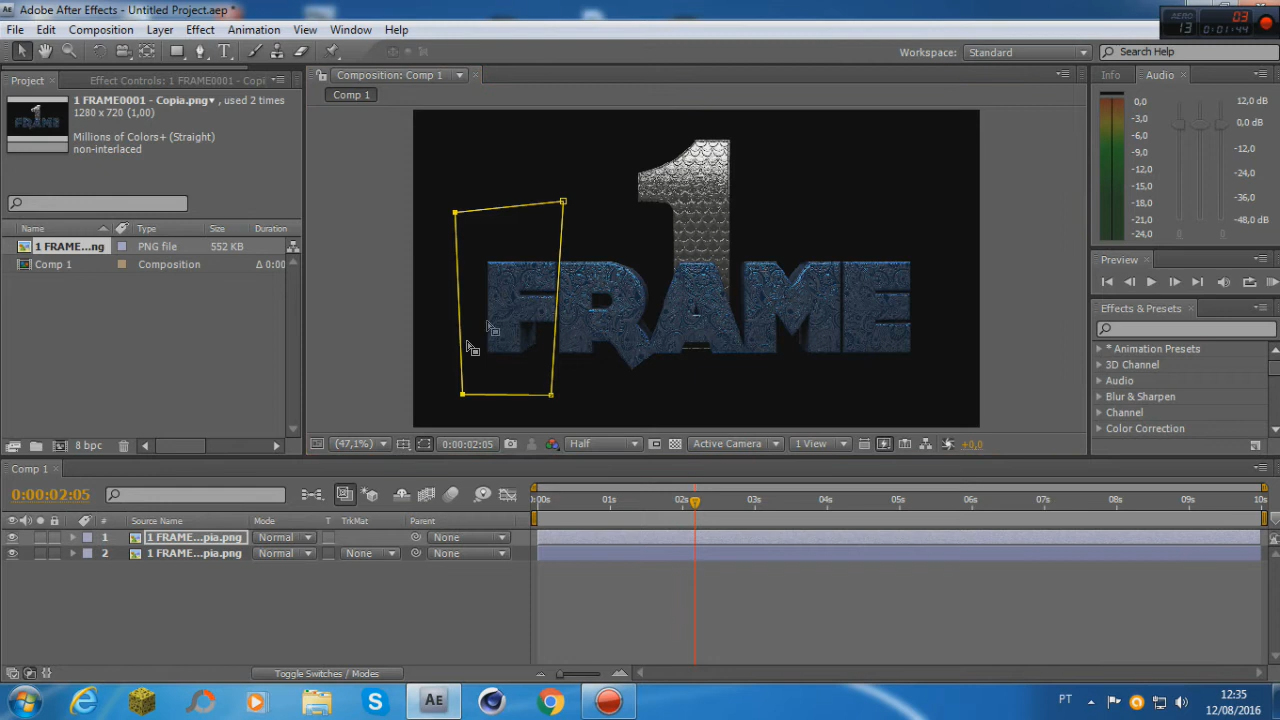 Adobe After Effects - Untitled Project.aep *
File Edit Composition Layer Effect Animation View Window Help
AERO 13 03 0:01:44
Workspace: Standard Search Help
Project Effect Controls: 1 FRAME0001 - Copi
Composition: Comp 1
Info Audio
1 FRAME0001 - Copia.png , used 2 times
1280 x 720 (1,00)
Millions of Colors+ (Straight)
non-interlaced
Comp 1
0,0 12,0 dB
-3,0
-6,0 0,0 dB
-9,0
-12,0 -12,0
-15,0 -24,0
-18,0 -36,0
-21,0
-24,0 -48,0 dB
1
FRAME
Name Type Size Duration
1 FRAME...ng PNG file 552 KB
Comp 1 Composition Δ 0:00
Preview
Effects & Presets
* Animation Presets
3D Channel
Audio
Blur & Sharpen
Channel
Color Correction
8 bpc
(47,1%) 0:00:02:05 Half Active Camera 1 View +0,0
Comp 1
0:00:02:05
0:00s 01s 02s 03s 04s 05s 06s 07s 08s 09s 10s
# Source Name Mode T TrkMat Parent
1 1 FRAME...pia.png Normal None
2 1 FRAME...pia.png Normal None None
Toggle Switches / Modes
AE S PT 12:35
12/08/2016